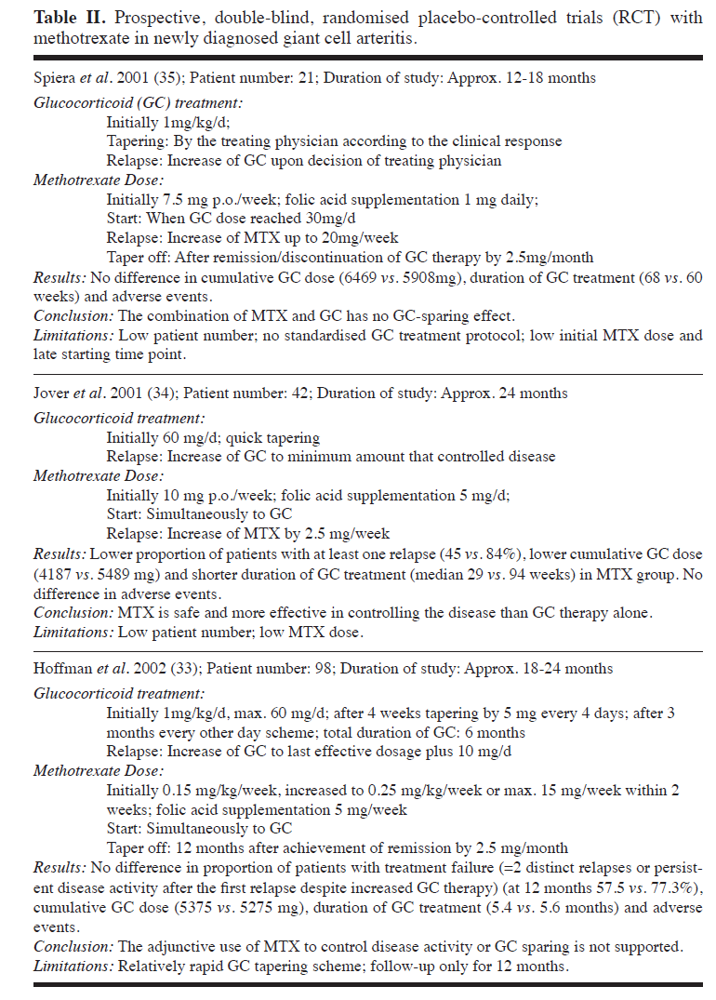 Table II. Prospective, double-blind, randomised placebo-controlled trials (RCT) with
methotrexate in newly diagnosed giant cell arteritis.
Spiera et al. 2001 (35); Patient number: 21; Duration of study: Approx. 12-18 months
Glucocorticoid (GC) treatment:
Initially 1mg/kg/d;
Tapering: By the treating physician according to the clinical response
Relapse: Increase of GC upon decision of treating physician
Methotrexate Dose:
Initially 7.5 mg p.o./week; folic acid supplementation 1 mg daily;
Start: When GC dose reached 30mg/d
Relapse: Increase of MTX up to 20mg/week
Taper off: After remission/discontinuation of GC therapy by 2.5mg/month
Results: No difference in cumulative GC dose (6469 vs. 5908mg), duration of GC treatment (68 vs. 60
weeks) and adverse events.
Conclusion: The combination of MTX and GC has no GC-sparing effect.
Limitations: Low patient number; no standardised GC treatment protocol; low initial MTX dose and
late starting time point.
Jover et al. 2001 (34); Patient number: 42; Duration of study: Approx. 24 months
Glucocorticoid treatment:
Initially 60 mg/d; quick tapering
Relapse: Increase of GC to minimum amount that controlled disease
Methotrexate Dose:
Initially 10 mg p.o./week; folic acid supplementation 5 mg/d;
Start: Simultaneously to GC
Relapse: Increase of MTX by 2.5 mg/week
Results: Lower proportion of patients with at least one relapse (45 vs. 84%), lower cumulative GC dose
(4187 vs. 5489 mg) and shorter duration of GC treatment (median 29 vs. 94 weeks) in MTX group. No
difference in adverse events.
Conclusion: MTX is safe and more effective in controlling the disease than GC therapy alone.
Limitations: Low patient number; low MTX dose.
Hoffman et al. 2002 (33); Patient number: 98; Duration of study: Approx. 18-24 months
Glucocorticoid treatment:
Initially 1mg/kg/d, max. 60 mg/d; after 4 weeks tapering by 5 mg every 4 days; after 3
months every other day scheme; total duration of GC: 6 months
Relapse: Increase of GC to last effective dosage plus 10 mg/d
Methotrexate Dose:
Initially 0.15 mg/kg/week, increased to 0.25 mg/kg/week or max. 15 mg/week within 2
weeks; folic acid supplementation 5 mg/week
Start: Simultaneously to GC
Taper off: 12 months after achievement of remission by 2.5 mg/month
Results: No difference in proportion of patients with treatment failure (=2 distinct relapses or persist-
ent disease activity after the first relapse despite increased GC therapy) (at 12 months 57.5 vs. 77.3%),
cumulative GC dose (5375 vs. 5275 mg), duration of GC treatment (5.4 vs. 5.6 months) and adverse
events.
Conclusion: The adjunctive use of MTX to control disease activity or GC sparing is not supported.
Limitations: Relatively rapid GC tapering scheme; follow-up only for 12 months.